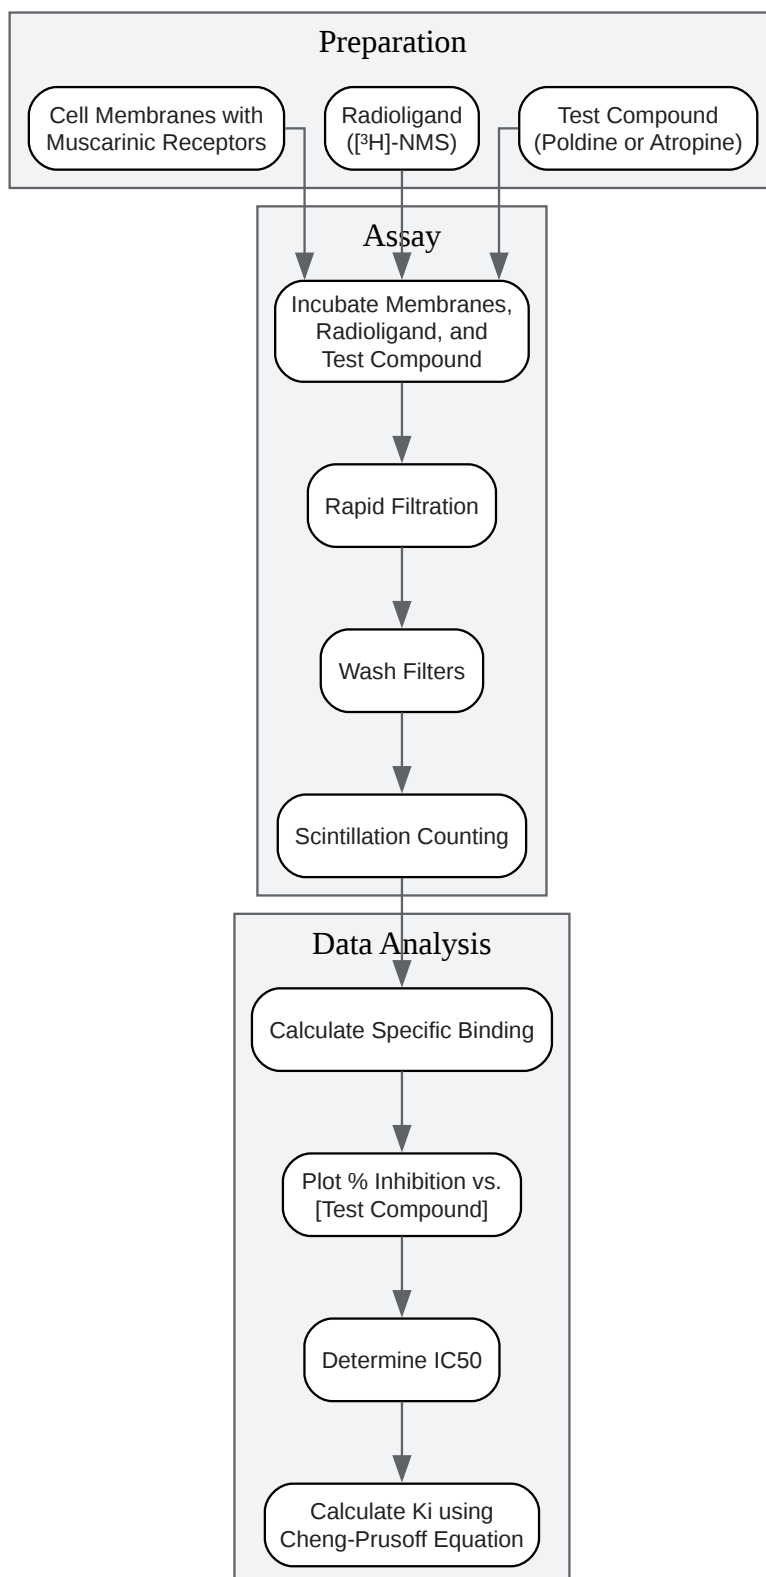 Preparation
Cell Membranes with
Muscarinic Receptors
Radioligand
([³H]-NMS)
Test Compound
(Poldine or Atropine)
Assay
Incubate Membranes,
Radioligand, and
Test Compound
Rapid Filtration
Wash Filters
Scintillation Counting
Data Analysis
Calculate Specific Binding
Plot % Inhibition vs.
[Test Compound]
Determine IC50
Calculate Ki using
Cheng-Prusoff Equation